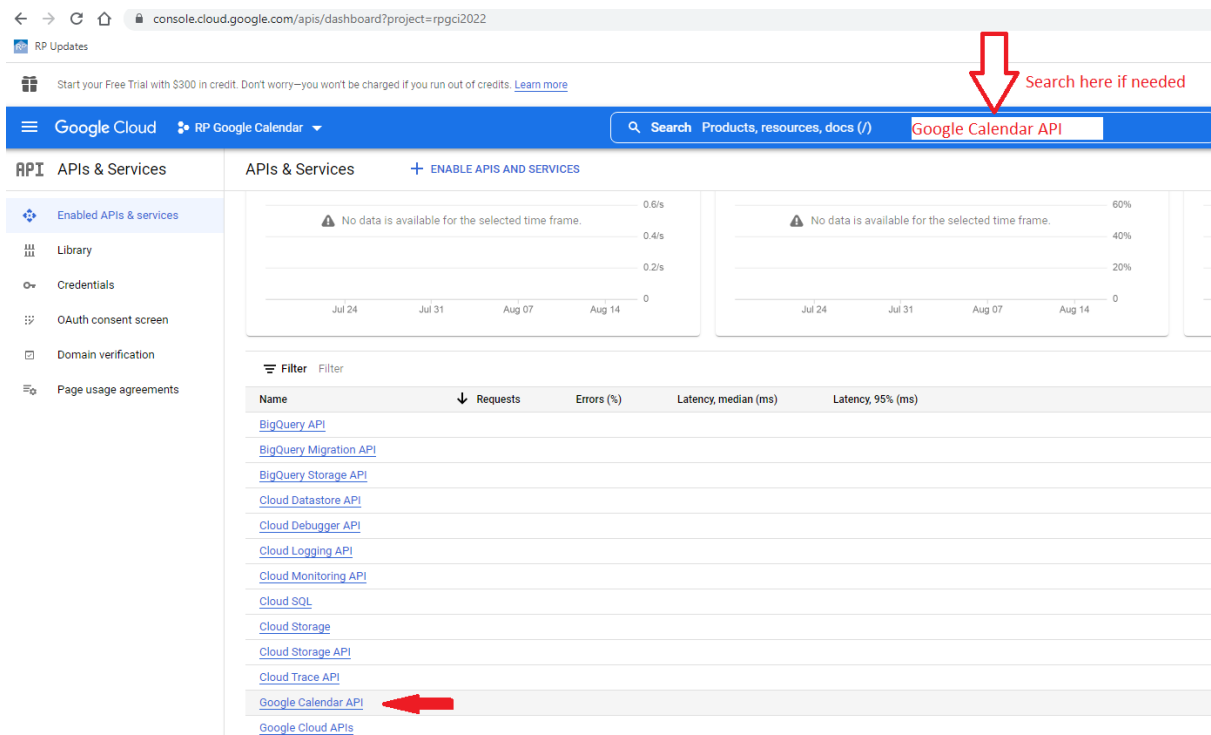 console.cloud.google.com/apis/dashboard?project=rpgci2022
RP Updates
Start your Free Trial with $300 in credit. Don't worry—you won't be charged if you run out of credits. Learn more
Search here if needed
Google Cloud RP Google Calendar Search Products, resources, docs (/) Google Calendar API
API APIs & Services APIs & Services + ENABLE APIS AND SERVICES
Enabled APIs & services
Library
Credentials
OAuth consent screen
Domain verification
Page usage agreements
No data is available for the selected time frame.
0.6/s
0.4/s
0.2/s
0
Jul 24 Jul 31 Aug 07 Aug 14
No data is available for the selected time frame.
60%
40%
20%
0
Jul 24 Jul 31 Aug 07 Aug 14
Filter Filter
Name Requests Errors (%) Latency, median (ms) Latency, 95% (ms)
BigQuery API
BigQuery Migration API
BigQuery Storage API
Cloud Datastore API
Cloud Debugger API
Cloud Logging API
Cloud Monitoring API
Cloud SQL
Cloud Storage
Cloud Storage API
Cloud Trace API
Google Calendar API
Google Cloud APIs